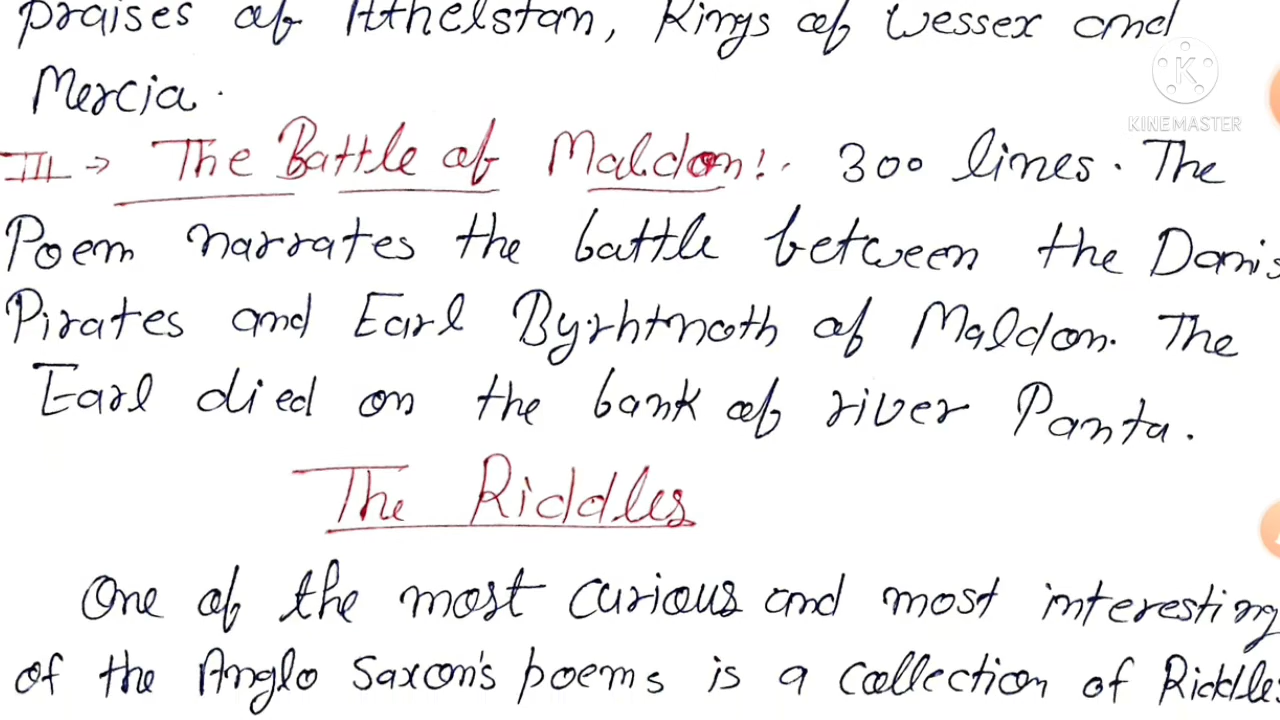 praises of Athelstan, Kings of Wessex and
Mercia.
K
KINEMASTER
III → The Battle of Maldon:- 300 lines. The
Poem narrates the battle between the Danis
Pirates and Earl Byrhtnoth of Maldon. The
Earl died on the bank of river Panta.
The Riddles
One of the most curious and most interesting
of the Anglo Saxon's poems is a collection of Riddles